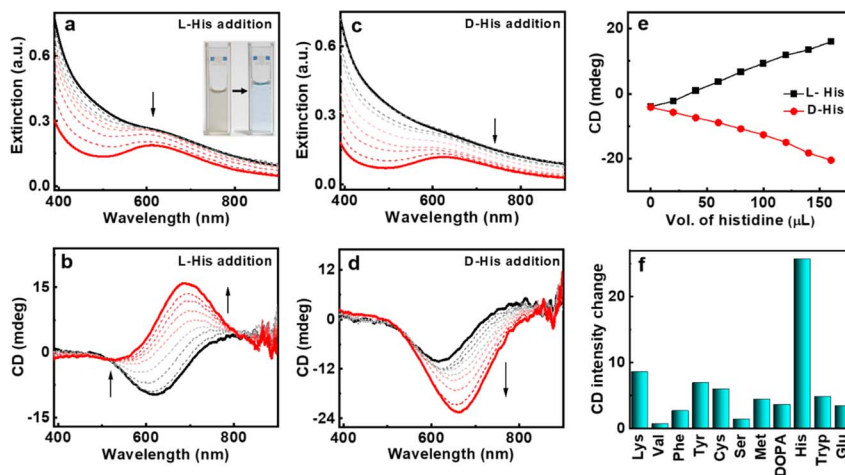 a
L-His addition
Extinction (a.u.)
0.6
0.3
0.0
400
600
800
Wavelength (nm)
c
D-His addition
Extinction (a.u.)
0.6
0.3
0.0
400
600
800
Wavelength (nm)
e
CD (mdeg)
20
0
-20
L- His
D-His
0
50
100
150
Vol. of histidine (μL)
b
L-His addition
CD (mdeg)
15
0
-15
400
600
800
Wavelength (nm)
d
D-His addition
CD (mdeg)
0
-12
-24
400
600
800
Wavelength (nm)
f
CD intensity change
20
10
0
Lys
Val
Phe
Tyr
Cys
Ser
Met
DOPA
His
Tryp
Glu